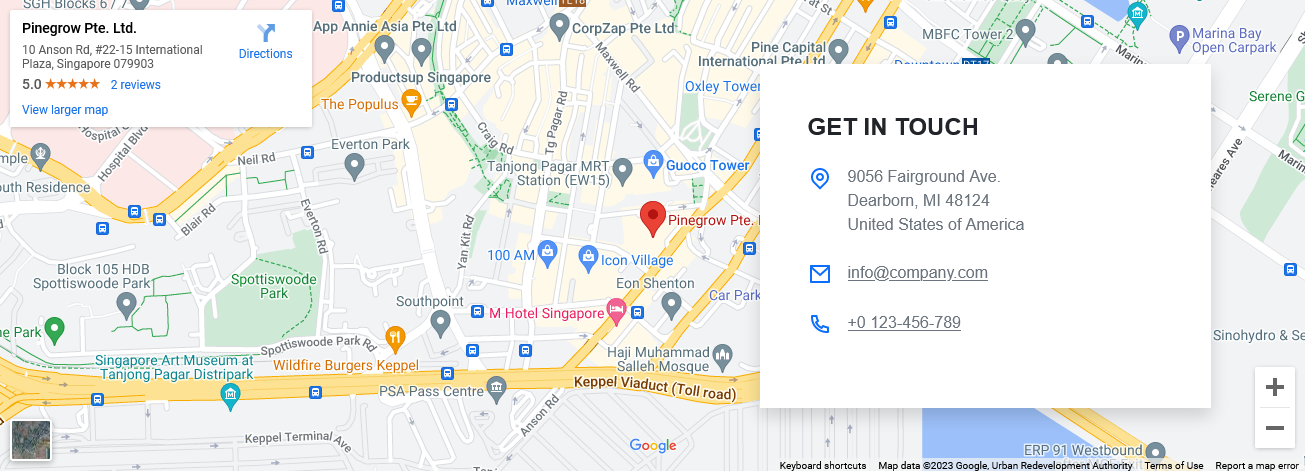 SGH Blocks 6 / 7
Pinegrow Pte. Ltd.
10 Anson Rd, #22-15 International
Plaza, Singapore 079903
5.0
2 reviews
View larger map
Directions
App Annie Asia Pte Ltd
Maxwell
TE18
CorpZap Pte Ltd
Maxwell Rd
Productsup Singapore
The Populus
Craig Rd
Tg Pagar Rd
Pine Capital
International Pte Ltd
Oxley Tower
MBFC Tower 2
Downtown
DT17
Marina Bay
Open Carpark
Serene
Hospital Blvd
Neil Rd
Everton Park
Tanjong Pagar MRT
Station (EW15)
Guoco Tower
outh Residence
Blair Rd
Everton Rd
Yan Kit Rd
Pinegrow Pte.
100 AM
Icon Village
Block 105 HDB
Spottiswoode Park
Spottiswoode
Park
Southpoint
Eon Shenton
Car Park
M Hotel Singapore
ne Park
Spottiswoode Park Rd
Singapore Art Museum at
Tanjong Pagar Distripark
Wildfire Burgers Keppel
Haji Muhammad
Salleh Mosque
PSA Pass Centre
Keppel Viaduct (Toll road)
Anson Rd
Keppel Terminal Ave
Google
GET IN TOUCH
9056 Fairground Ave.
Dearborn, MI 48124
United States of America
info@company.com
+0 123-456-789
eares Ave
Sinohydro & Se
ERP 91 Westbound
Keyboard shortcuts
Map data ©2023 Google, Urban Redevelopment Authority
Terms of Use
Report a map error